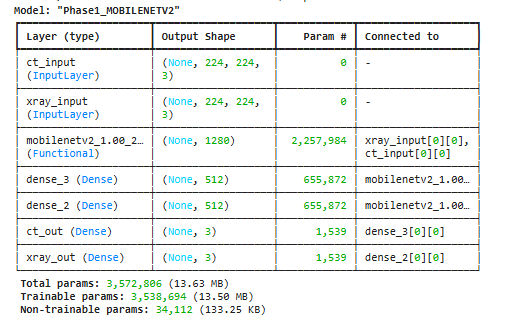 Model: "Phase1_MOBILENETV2"
Layer (type) Output Shape Param # Connected to
ct_input (None, 224, 224, 0 -
(InputLayer) 3)
xray_input (None, 224, 224, 0 -
(InputLayer) 3)
mobilenetv2_1.00_2… (None, 1280) 2,257,984 xray_input[0][0],
(Functional) ct_input[0][0]
dense_3 (Dense) (None, 512) 655,872 mobilenetv2_1.00…
dense_2 (Dense) (None, 512) 655,872 mobilenetv2_1.00…
ct_out (Dense) (None, 3) 1,539 dense_3[0][0]
xray_out (Dense) (None, 3) 1,539 dense_2[0][0]
Total params: 3,572,806 (13.63 MB)
Trainable params: 3,538,694 (13.50 MB)
Non-trainable params: 34,112 (133.25 KB)